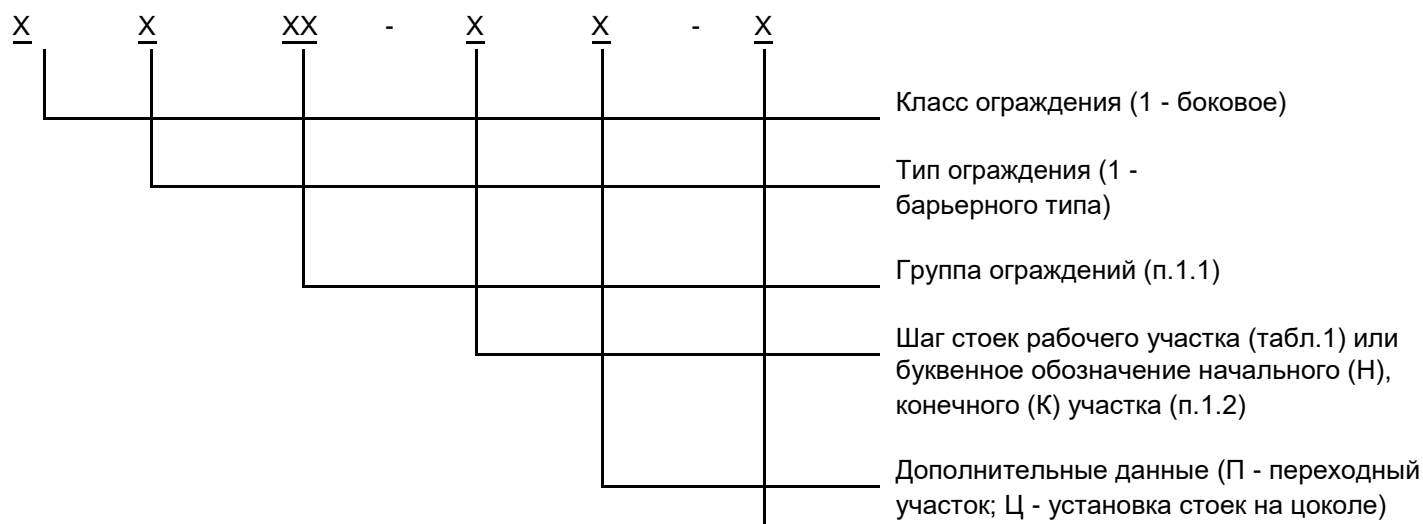 X X XX - X X - X
Класс ограждения (1 - боковое)
Тип ограждения (1 -
барьерного типа)
Группа ограждений (п.1.1)
Шаг стоек рабочего участка (табл.1) или
буквенное обозначение начального (Н),
конечного (К) участка (п.1.2)
Дополнительные данные (П - переходный
участок; Ц - установка стоек на цоколе)